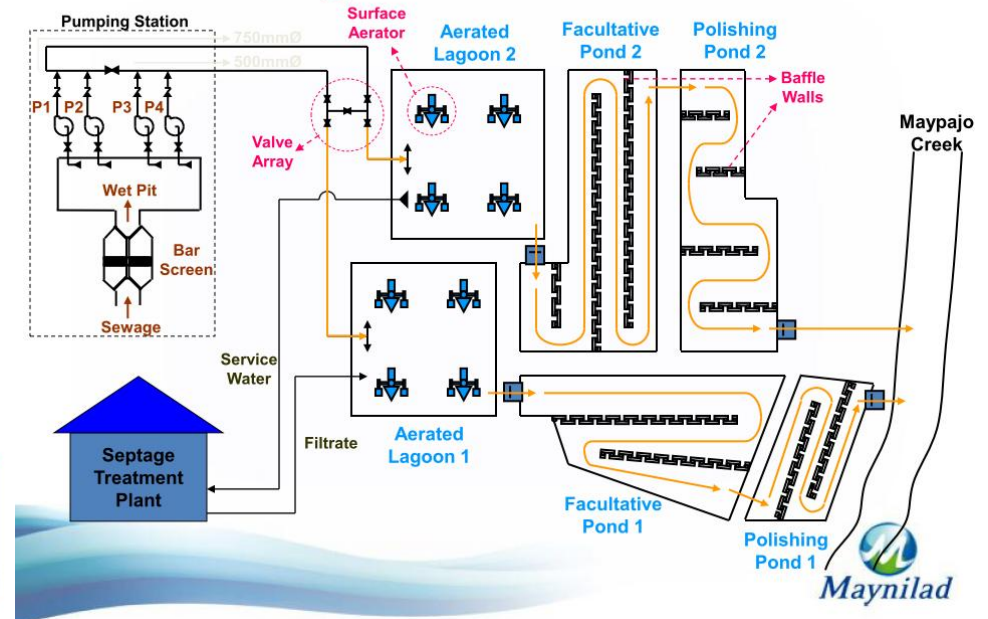 Pumping Station
750mmØ
500mmØ
P1
P2
P3
P4
Wet Pit
Bar
Screen
Sewage
Surface
Aerator
Valve
Array
Aerated
Lagoon 2
Facultative
Pond 2
Polishing
Pond 2
Baffle
Walls
Maypajo
Creek
Service
Water
Filtrate
Septage
Treatment
Plant
Aerated
Lagoon 1
Facultative
Pond 1
Polishing
Pond 1
Maynilad